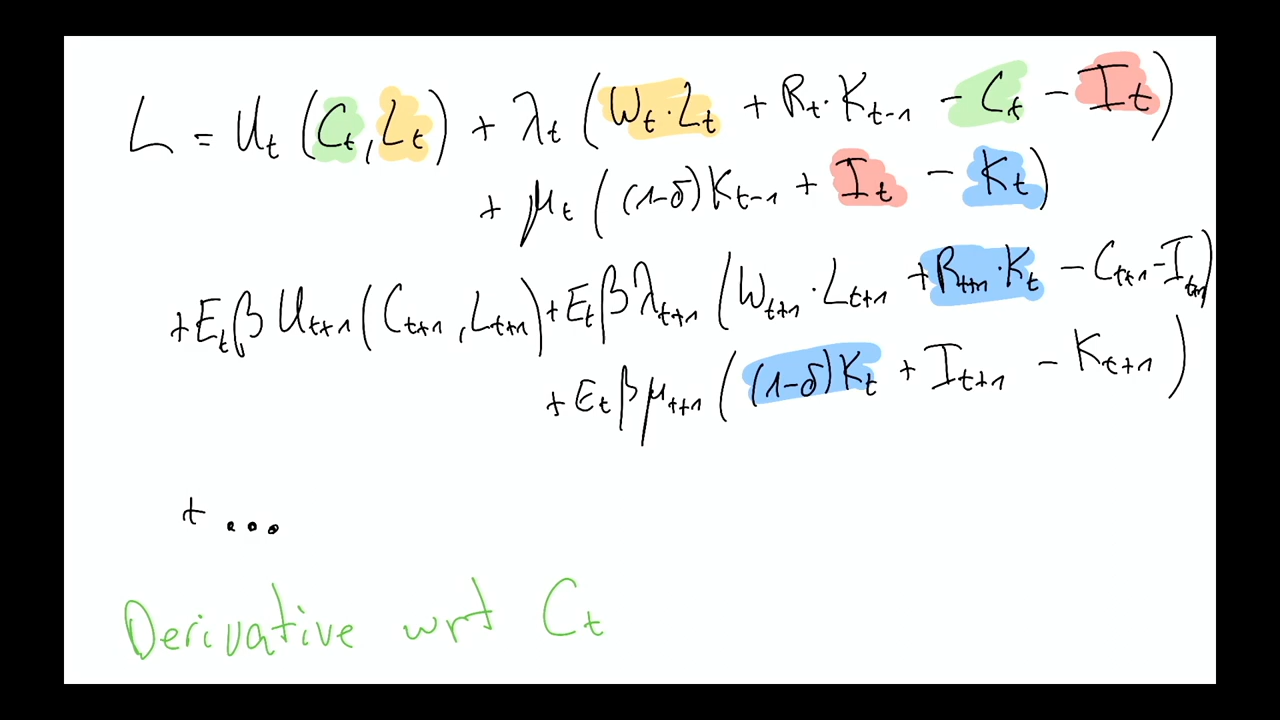 L = U_t (C_t, L_t) + λ_t (W_t · L_t + R_t · K_{t-1} - C_t - I_t)
+ μ_t ((1-δ) K_{t-1} + I_t - K_t)
+ E_t β U_{t+1} (C_{t+1}, L_{t+1}) + E_t β λ_{t+1} (W_{t+1} · L_{t+1} + R_{t+1} · K_t - C_{t+1} - I_{t+1})
+ E_t β μ_{t+1} ((1-δ) K_t + I_{t+1} - K_{t+1})
+ ...
Derivative wrt C_t